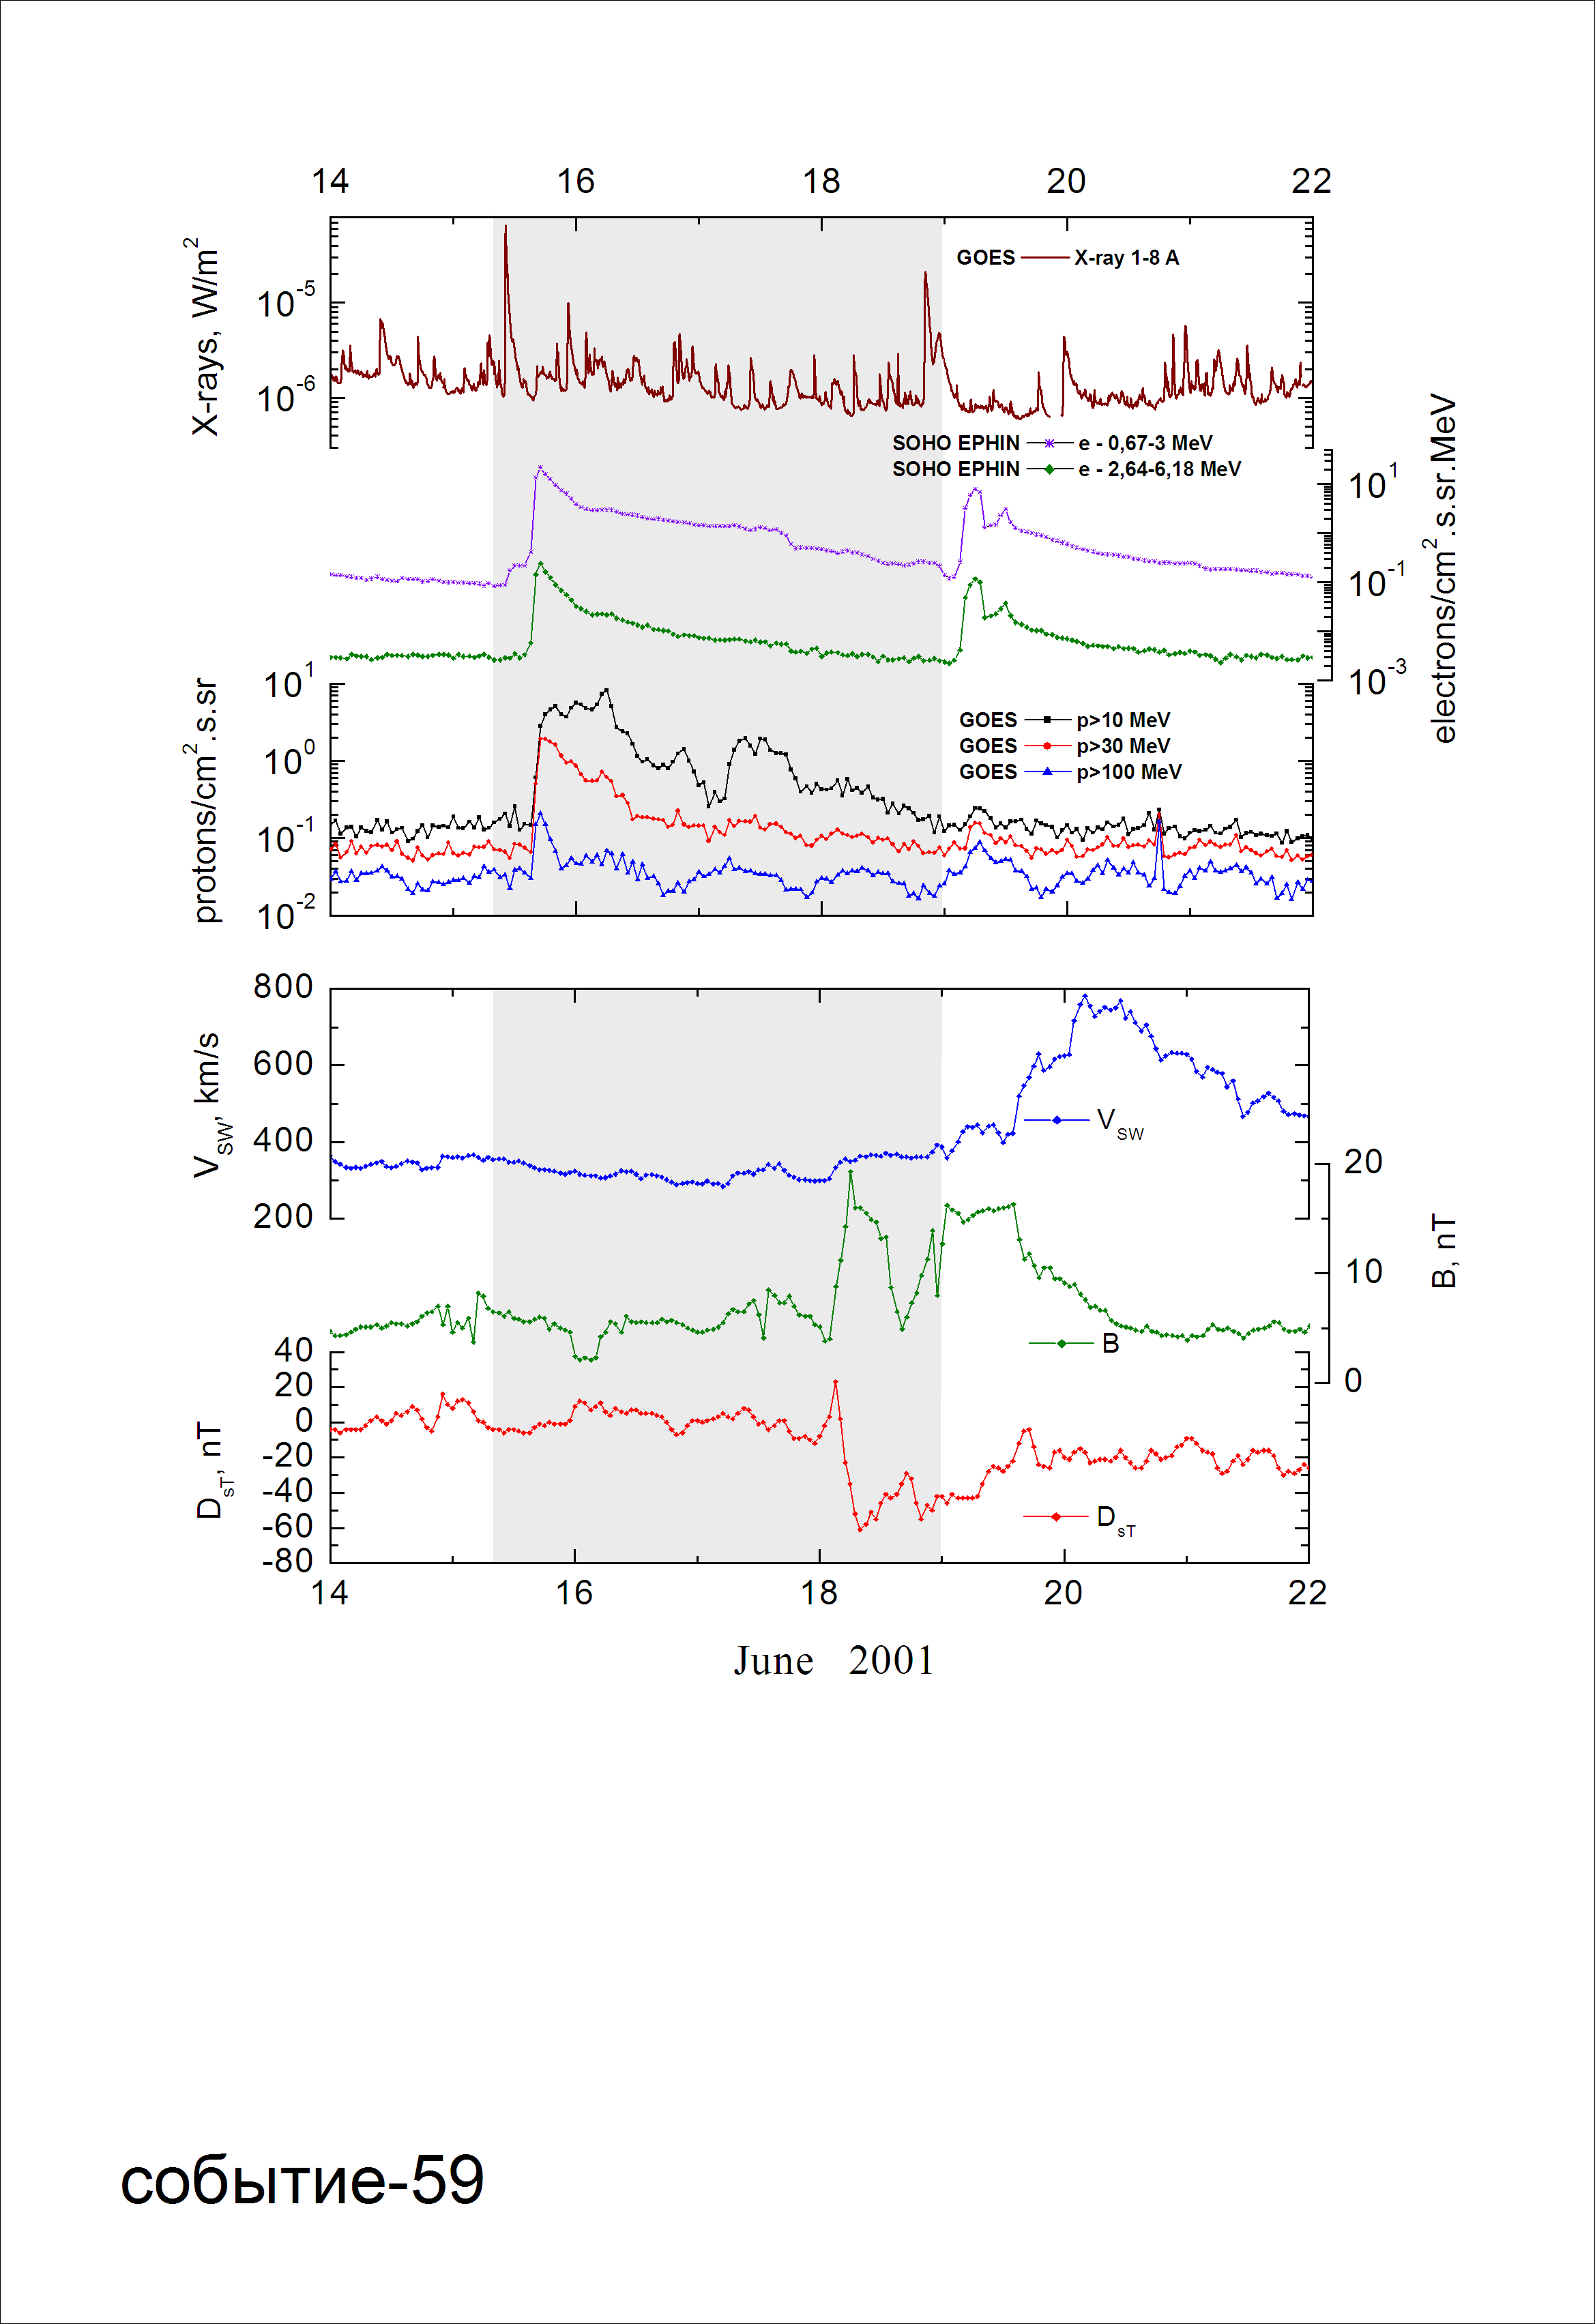 14 16 18 20 22
X-rays, W/m²
10⁻⁵
10⁻⁶
GOES X-ray 1-8 A
SOHO EPHIN e - 0,67-3 MeV
SOHO EPHIN e - 2,64-6,18 MeV
10¹
10⁻¹
10⁻³
electrons/cm².s.sr.MeV
protons/cm².s.sr
10¹
10⁰
10⁻¹
10⁻²
GOES p>10 MeV
GOES p>30 MeV
GOES p>100 MeV
V_SW, km/s
800
600
400
200
V_SW
20
10
0
B, nT
B
D_sT, nT
40
20
0
-20
-40
-60
-80
D_sT
14 16 18 20 22
June 2001
событие-59